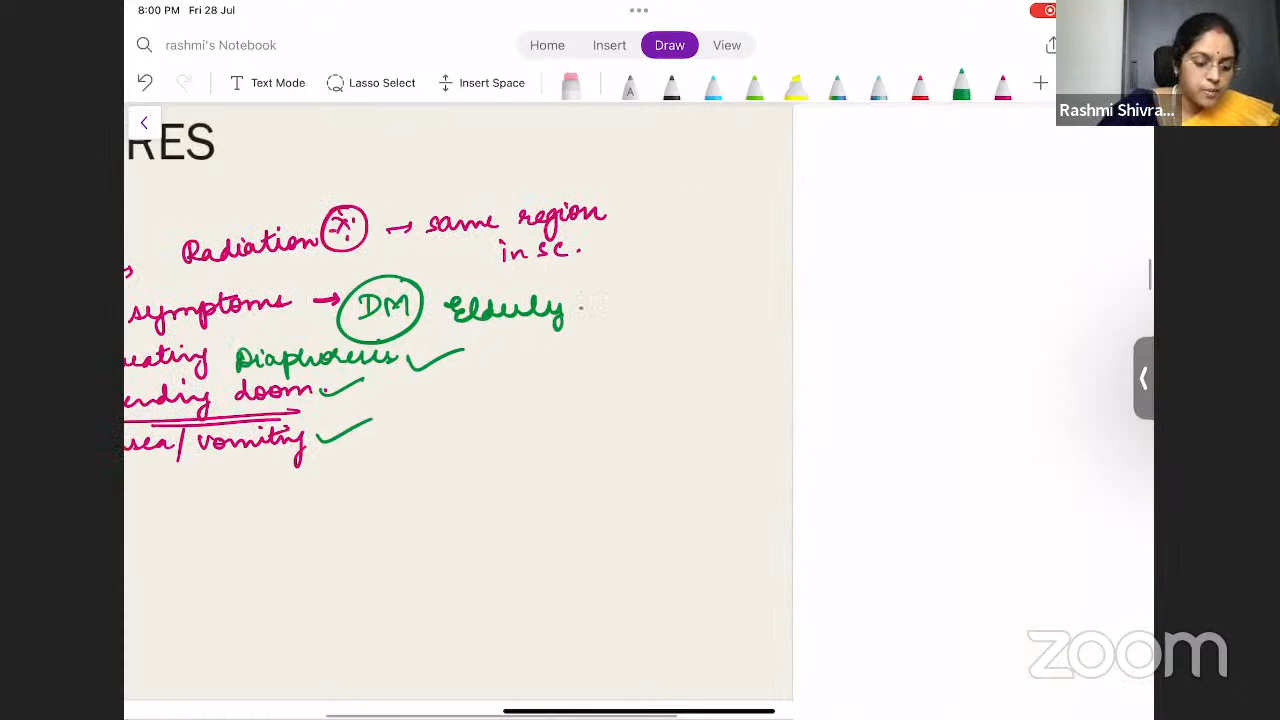 8:00 PM Fri 28 Jul
rashmi's Notebook
Home Insert Draw View
Text Mode Lasso Select Insert Space
A
Rashmi Shivra...
RES
Radiation → same region
in sc.
symptoms → DM Elderly
eating Diaphoresis
ending doom.
sea/vomiting
zoom